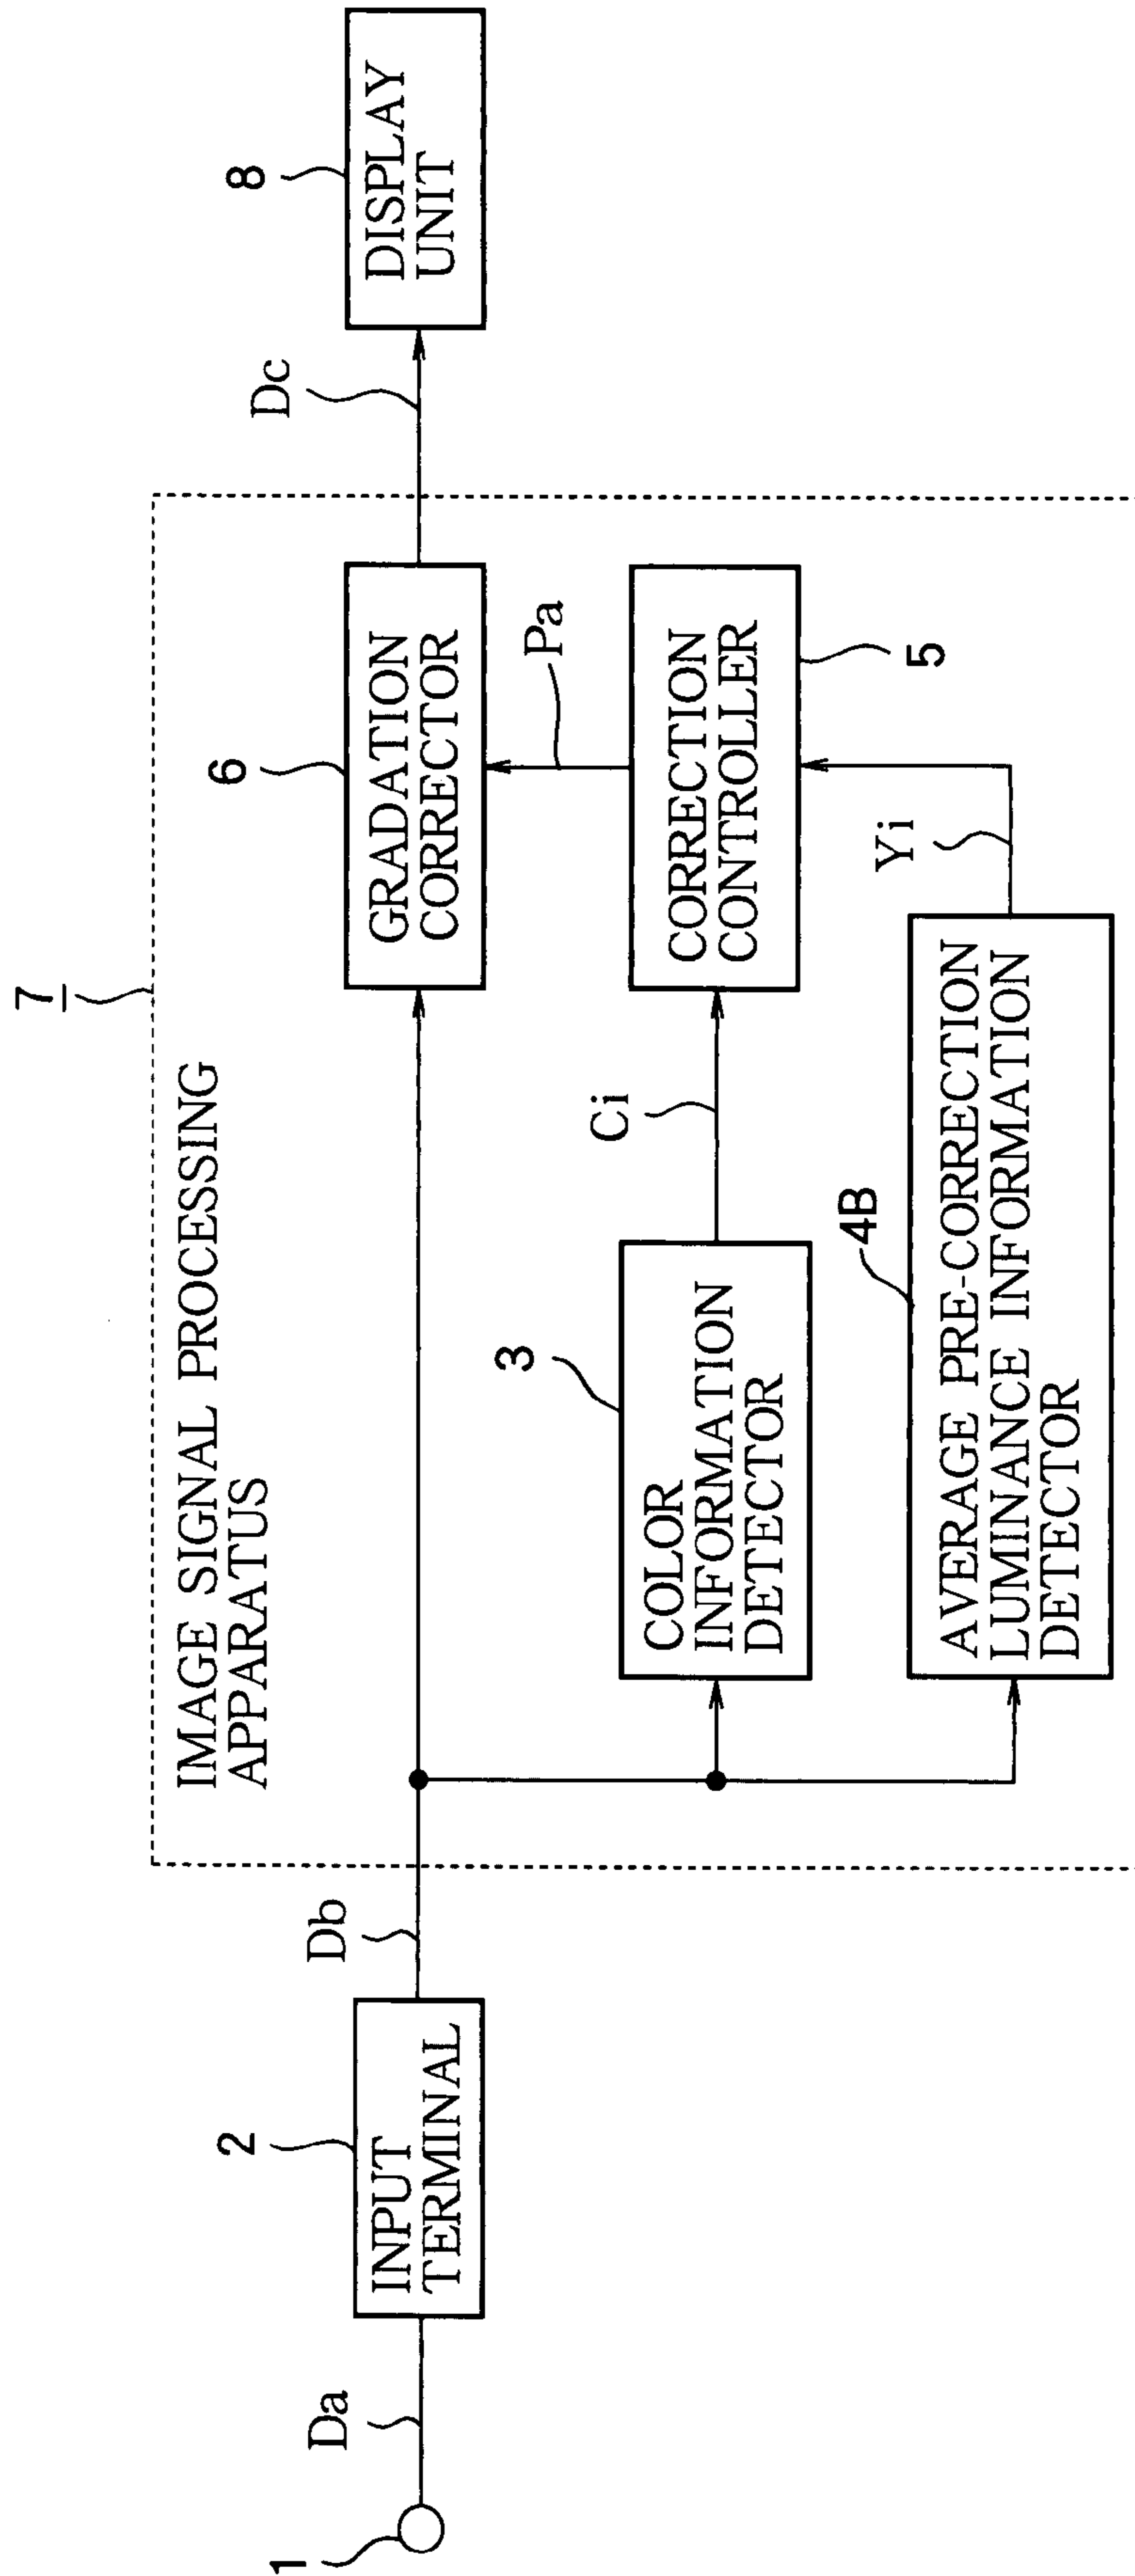 7
IMAGE SIGNAL PROCESSING
APPARATUS
1
Da
2
INPUT
TERMINAL
Db
6
GRADATION
CORRECTOR
Dc
8
DISPLAY
UNIT
3
COLOR
INFORMATION
DETECTOR
Ci
Pa
CORRECTION
CONTROLLER
5
4B
AVERAGE PRE-CORRECTION
LUMINANCE INFORMATION
DETECTOR
Yi